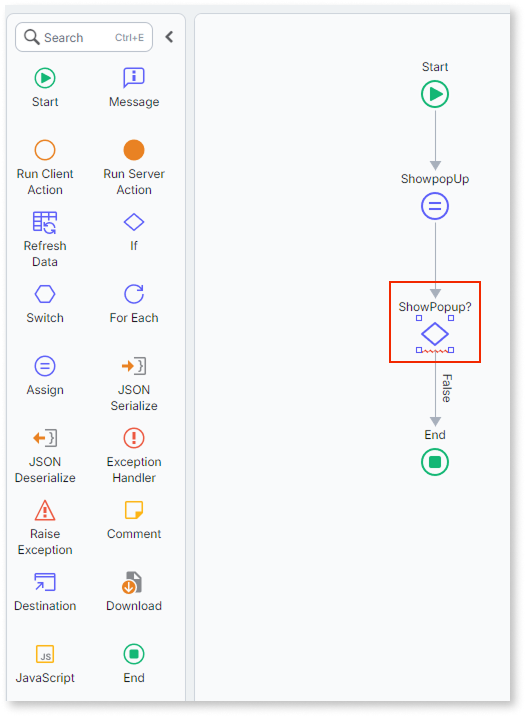 Search Ctrl+E
Start
Message
Run Client
Action
Run Server
Action
Refresh
Data
If
Switch
For Each
Assign
JSON
Serialize
JSON
Deserialize
Exception
Handler
Raise
Exception
Comment
Destination
Download
JS
JavaScript
End
Start
ShowpopUp
ShowPopup?
False
End